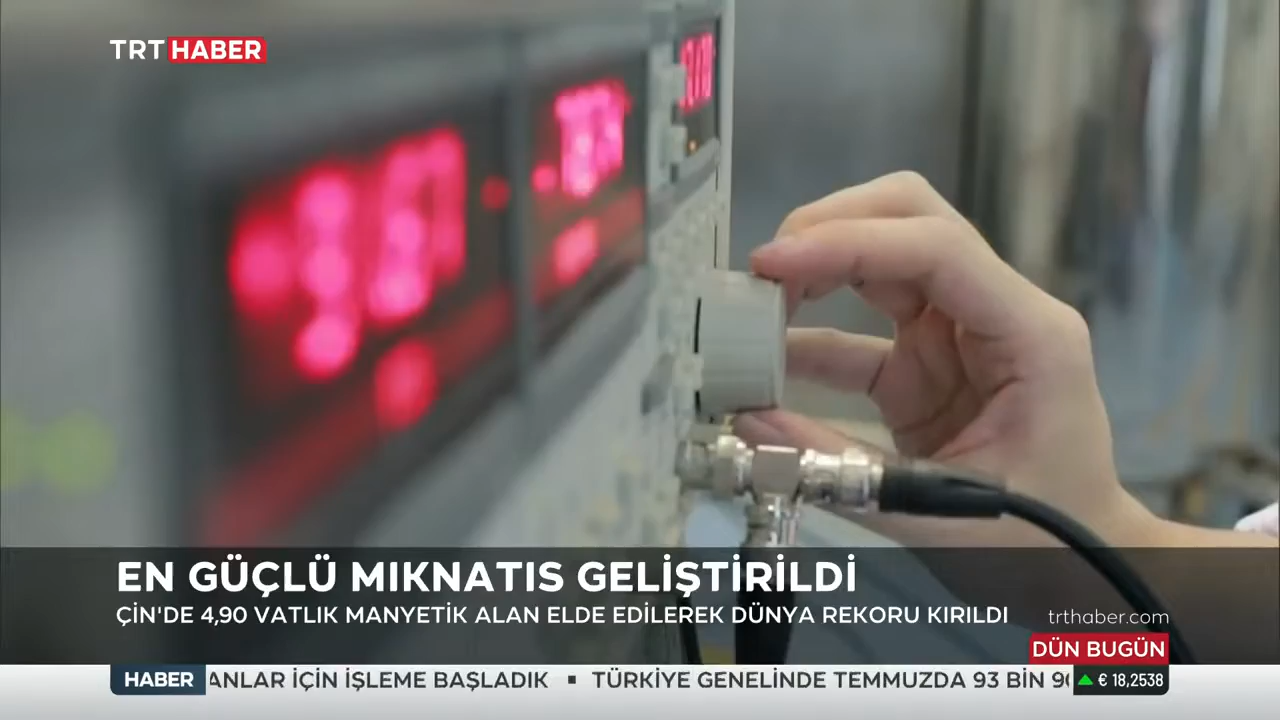 TRT HABER
EN GÜÇLÜ MIKNATIS GELİŞTİRİLDİ
ÇİN'DE 4,90 VATLIK MANYETİK ALAN ELDE EDİLEREK DÜNYA REKORU KIRILDI
trthaber.com
DÜN BUGÜN
HABER
ANLAR İÇİN İŞLEME BAŞLADIK ▪ TÜRKİYE GENELİNDE TEMMUZDA 93 BİN
€ 18,2538